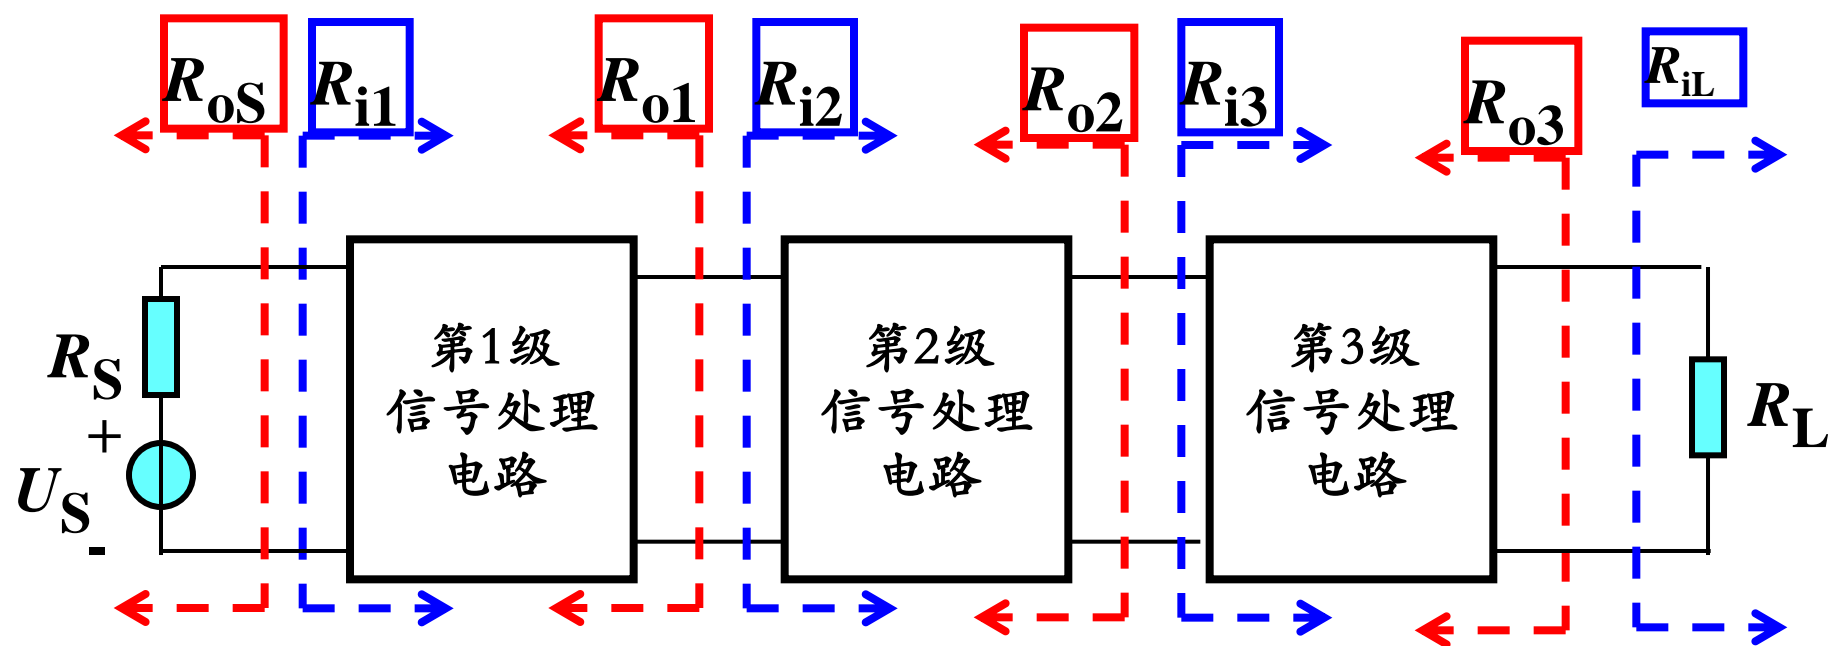 RoS
Ri1
Ro1
Ri2
Ro2
Ri3
Ro3
RiL
RS
+
US
-
第1级
信号处理
电路
第2级
信号处理
电路
第3级
信号处理
电路
RL